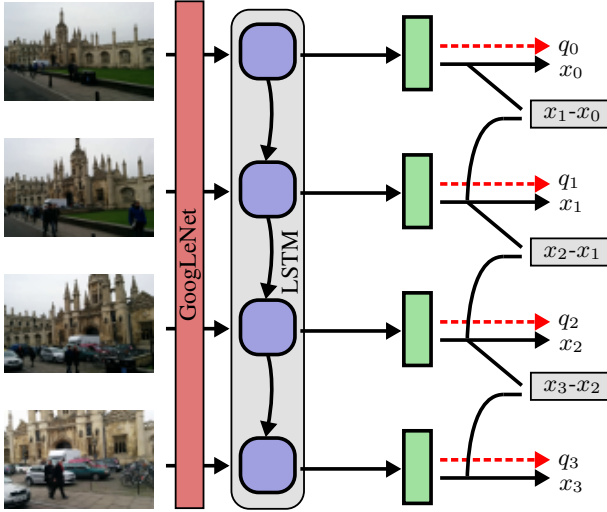 GoogLeNet
LSTM
q₀
x₀
x₁-x₀
q₁
x₁
x₂-x₁
q₂
x₂
x₃-x₂
q₃
x₃